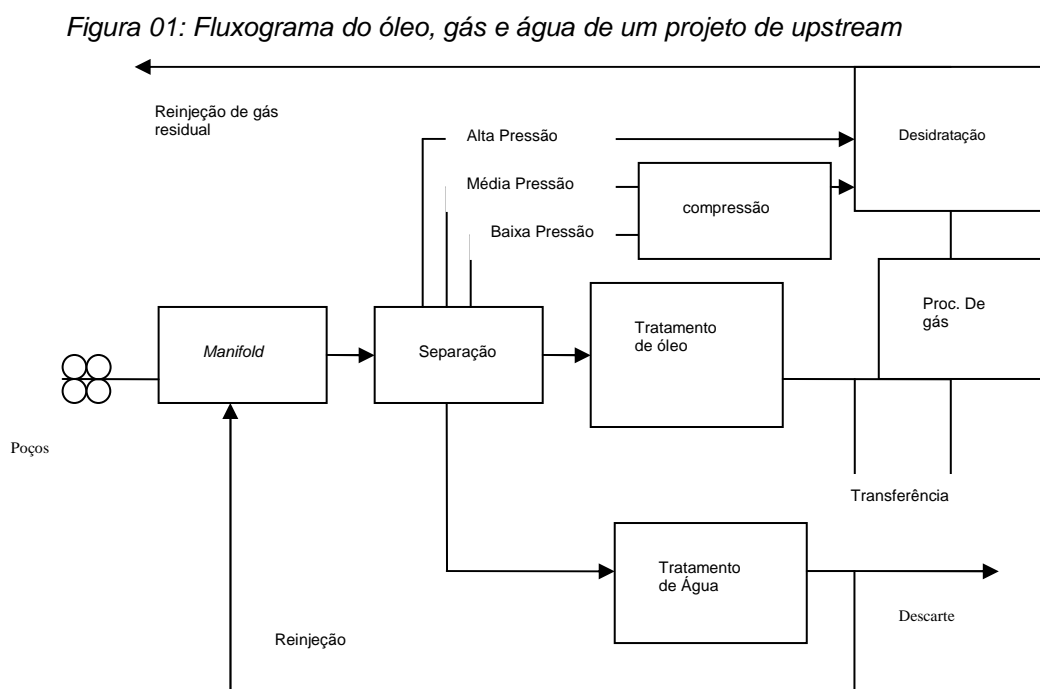 Figura 01: Fluxograma do óleo, gás e água de um projeto de upstream
Reinjeção de gás
residual
Alta Pressão
Desidratação
Média Pressão
compressão
Baixa Pressão
Proc. De
gás
Tratamento
de óleo
Manifold
Separação
Poços
Transferência
Tratamento
de Água
Descarte
Reinjeção